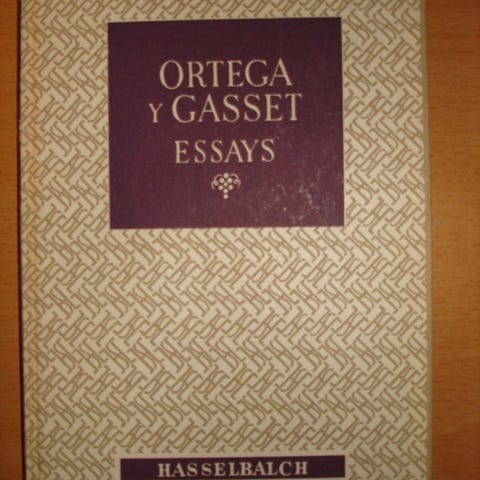 ORTEGA
Y GASSET
ESSAYS
HASSELBALCH